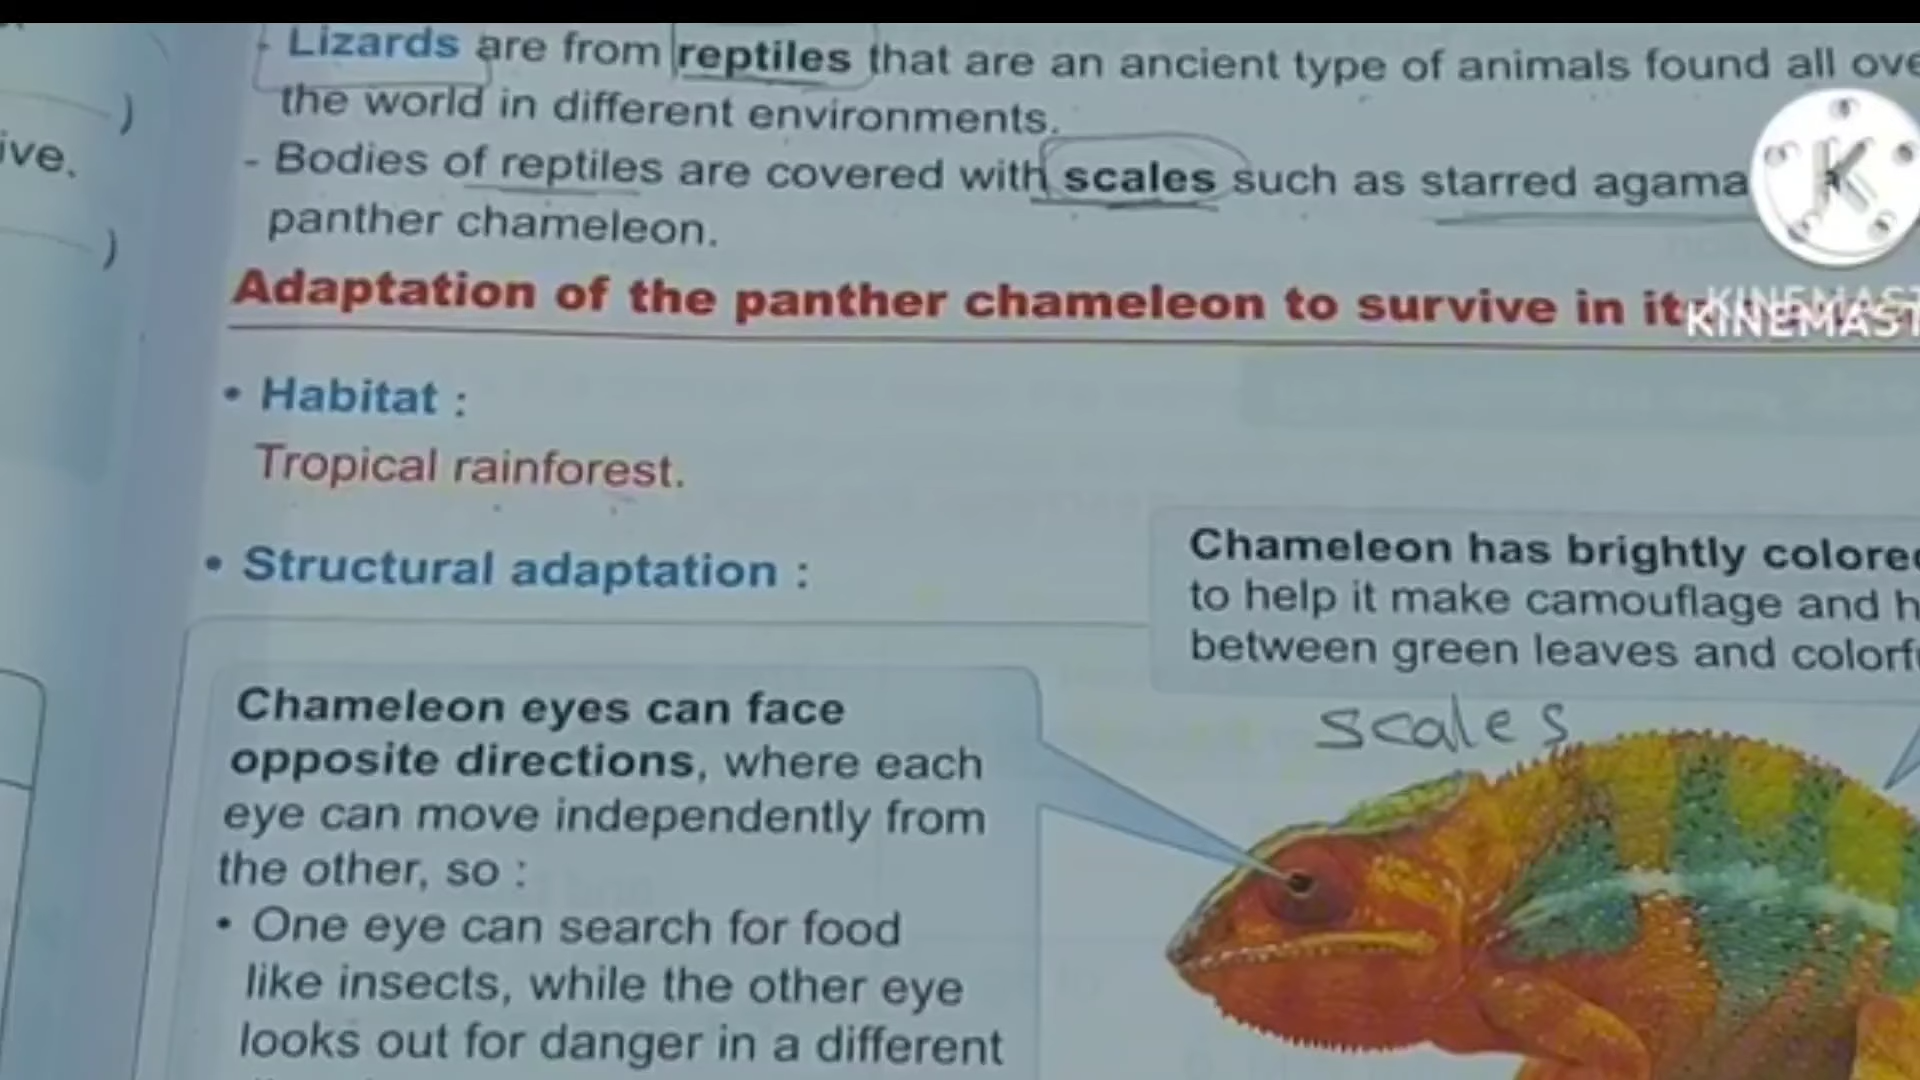 - Lizards are from reptiles that are an ancient type of animals found all
the world in different environments.
- Bodies of reptiles are covered with scales such as starred agama
panther chameleon.
Adaptation of the panther chameleon to survive in
K
KINEMAST
• Habitat :
Tropical rainforest.
• Structural adaptation :
Chameleon has brightly
to help it make camouflage and
between green leaves and
scales
Chameleon eyes can face
opposite directions, where each
eye can move independently from
the other, so :
• One eye can search for food
like insects, while the other eye
looks out for danger in a different
ive.
)
)